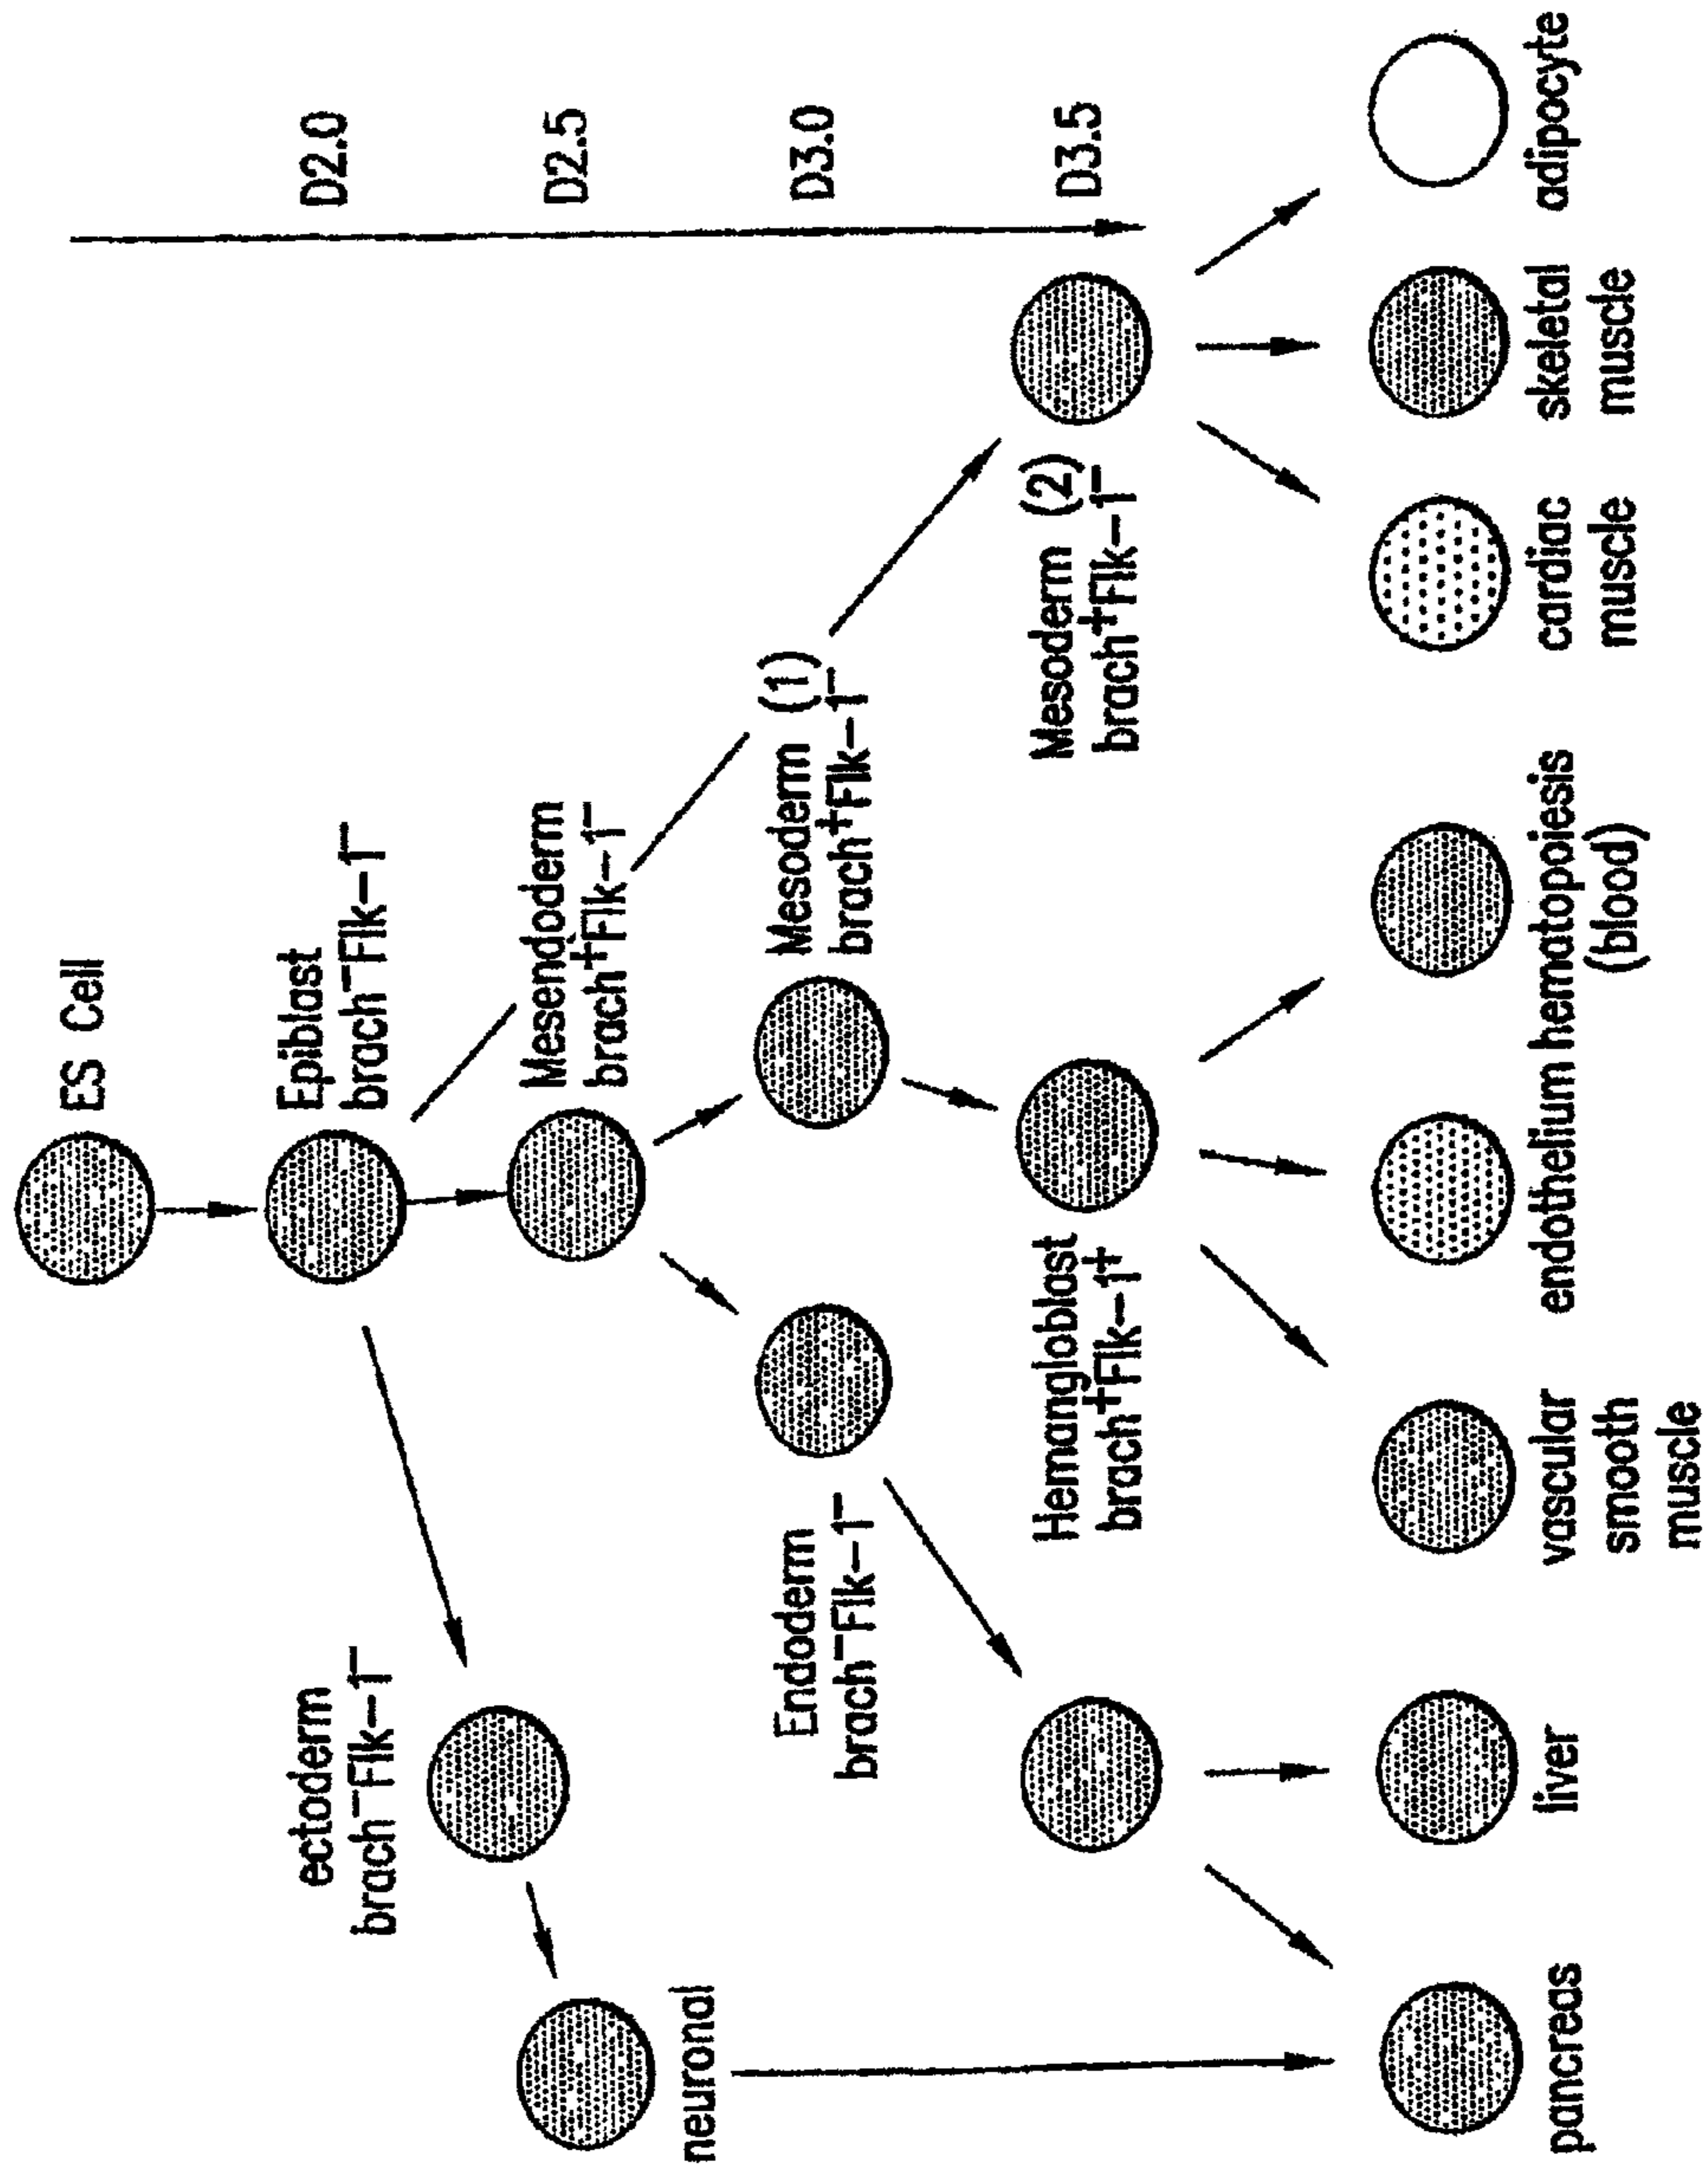 ES Cell
Epiblast
brach⁻Flk-1⁻
D2.0
ectoderm
brach⁻Flk-1⁻
Mesendoderm
brach⁺Flk-1⁻
D2.5
neuronal
Endoderm
brach⁻Flk-1⁻
Mesoderm (1)
brach⁺Flk-1⁻
D3.0
Hemangloblast
brach⁺Flk-1⁺
Mesoderm (2)
brach⁺Flk-1⁻
D3.5
pancreas
liver
vascular
smooth
muscle
endothelium
hematopoiesis
(blood)
cardiac
muscle
skeletal
muscle
adipocyte